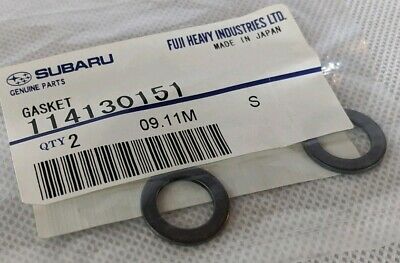 SUBARU
GENUINE PARTS
FUJI HEAVY INDUSTRIES LTD.
MADE IN JAPAN
GASKET
114130151
QTY 2
09.11M
S